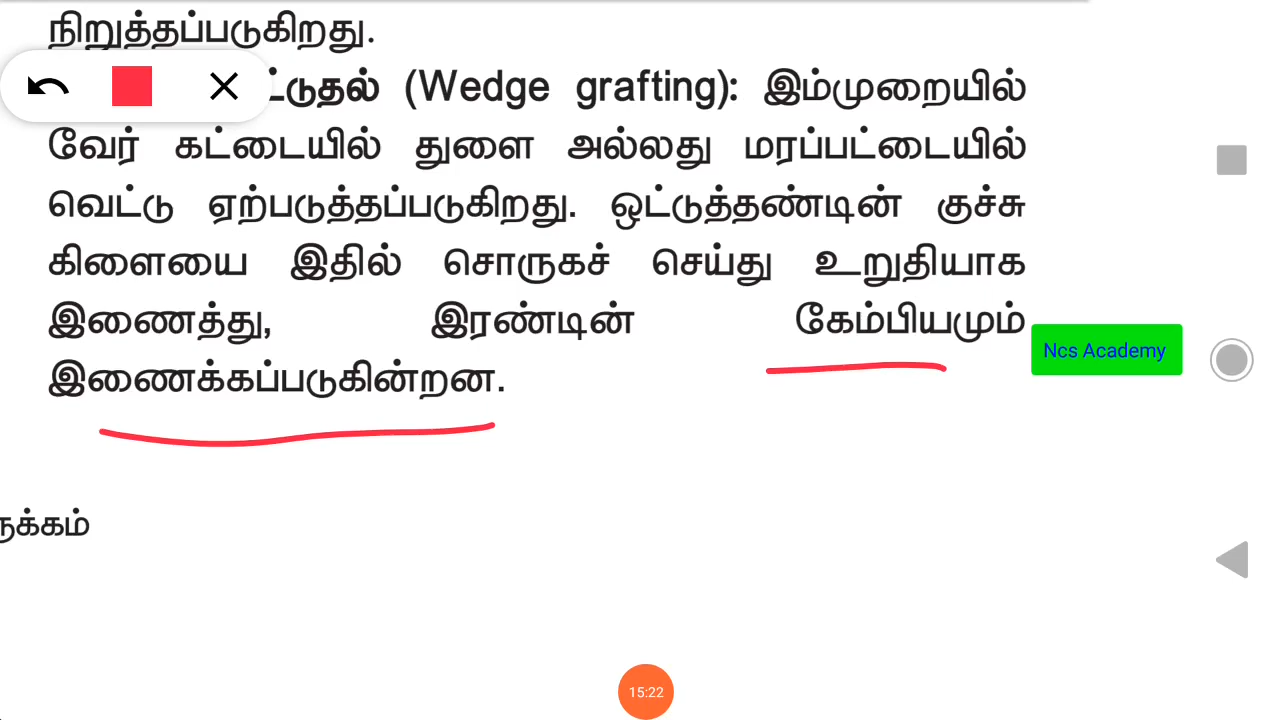 நிறுத்தப்படுகிறது.
ட்டுதல் (Wedge grafting): இம்முறையில்
வேர் கட்டையில் துளை அல்லது மரப்பட்டையில்
வெட்டு ஏற்படுத்தப்படுகிறது. ஒட்டுத்தண்டின் குச்சு
கிளையை இதில் சொருகச் செய்து உறுதியாக
இணைத்து, இரண்டின் கேம்பியமும்
Ncs Academy
இணைக்கப்படுகின்றன.
ருக்கம்
15:22